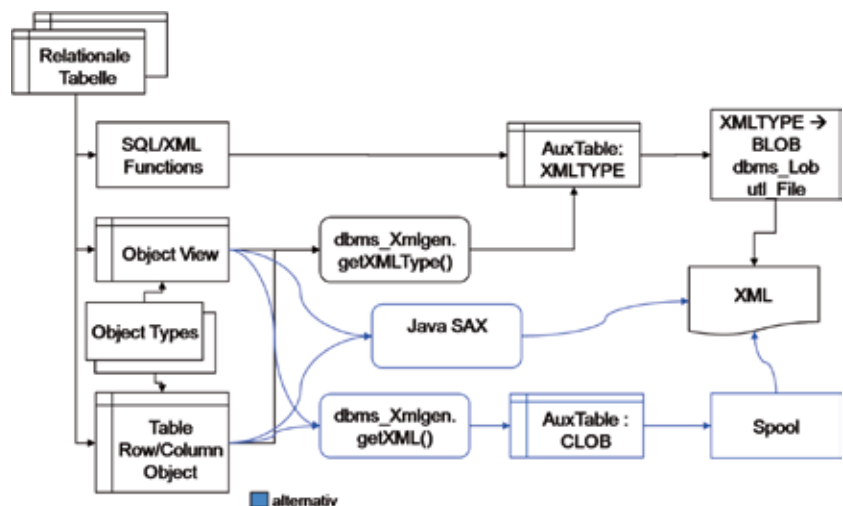 Relationale
Tabelle
SQL/XML
Functions
AuxTable:
XMLTYPE
XMLTYPE →
BLOB
dbms_Lob
utl_File
Object View
dbms_Xmlgen.
getXMLType()
XML
Object Types
Java SAX
Table
Row/Column
Object
dbms_Xmlgen.
getXML()
AuxTable :
CLOB
Spool
alternativ